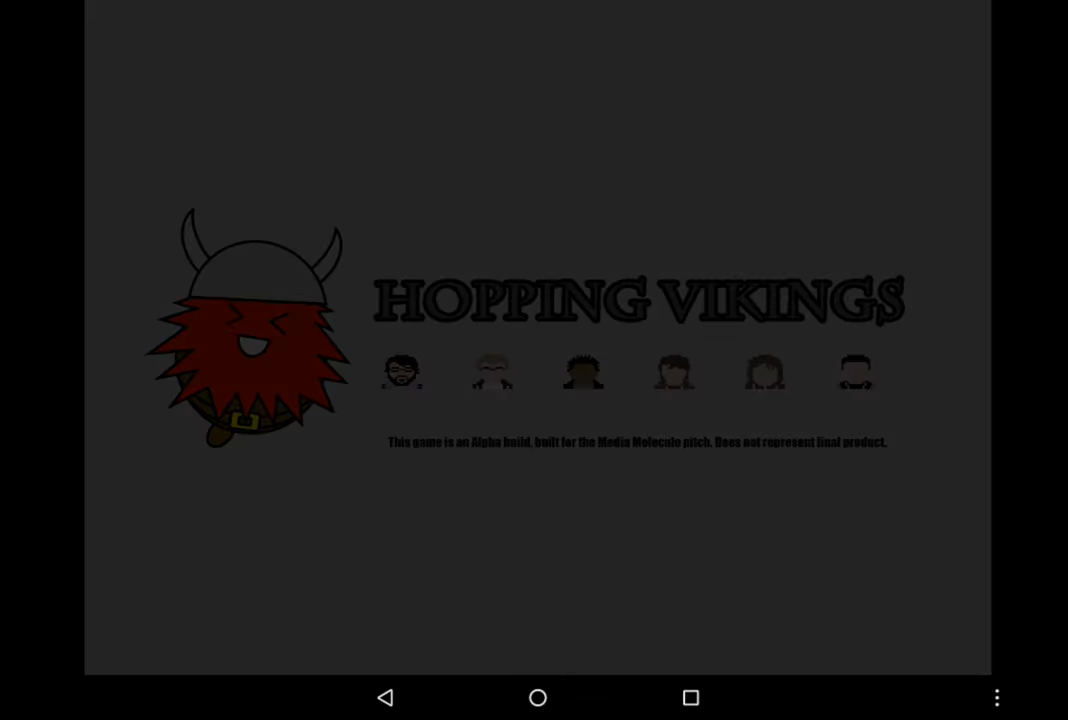 HOPPING VIKINGS
This game is an Alpha build, built for the Media Molecule pitch. Does not represent final product.